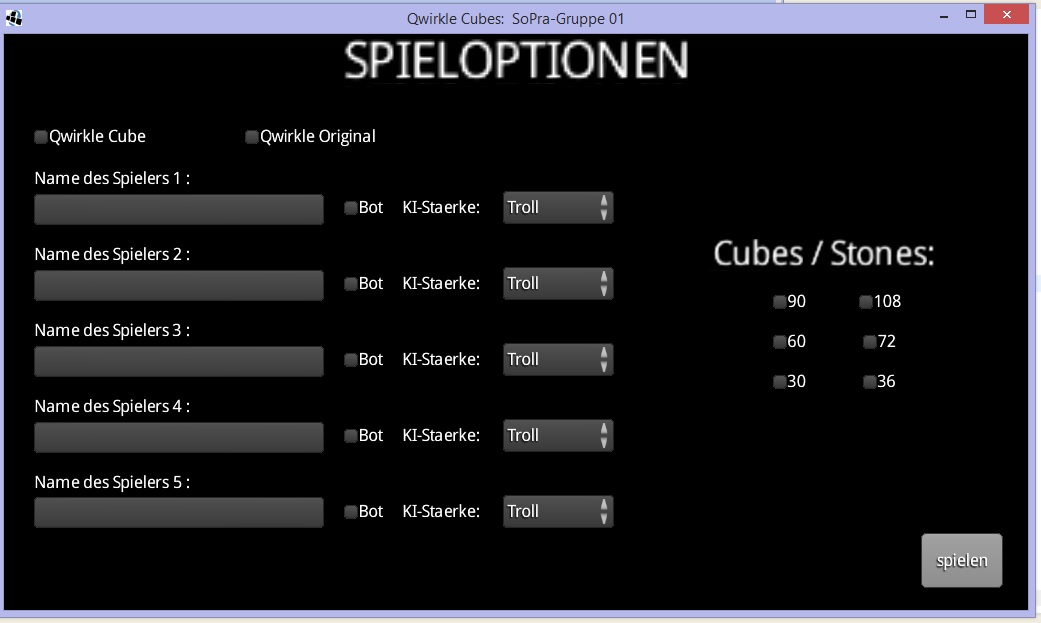 Qwirkle Cubes: SoPra-Gruppe 01
SPIELOPTIONEN
Qwirkle Cube Qwirkle Original
Name des Spielers 1 :
Bot KI-Staerke: Troll
Name des Spielers 2 :
Bot KI-Staerke: Troll
Name des Spielers 3 :
Bot KI-Staerke: Troll
Name des Spielers 4 :
Bot KI-Staerke: Troll
Name des Spielers 5 :
Bot KI-Staerke: Troll
Cubes / Stones:
90 108
60 72
30 36
spielen